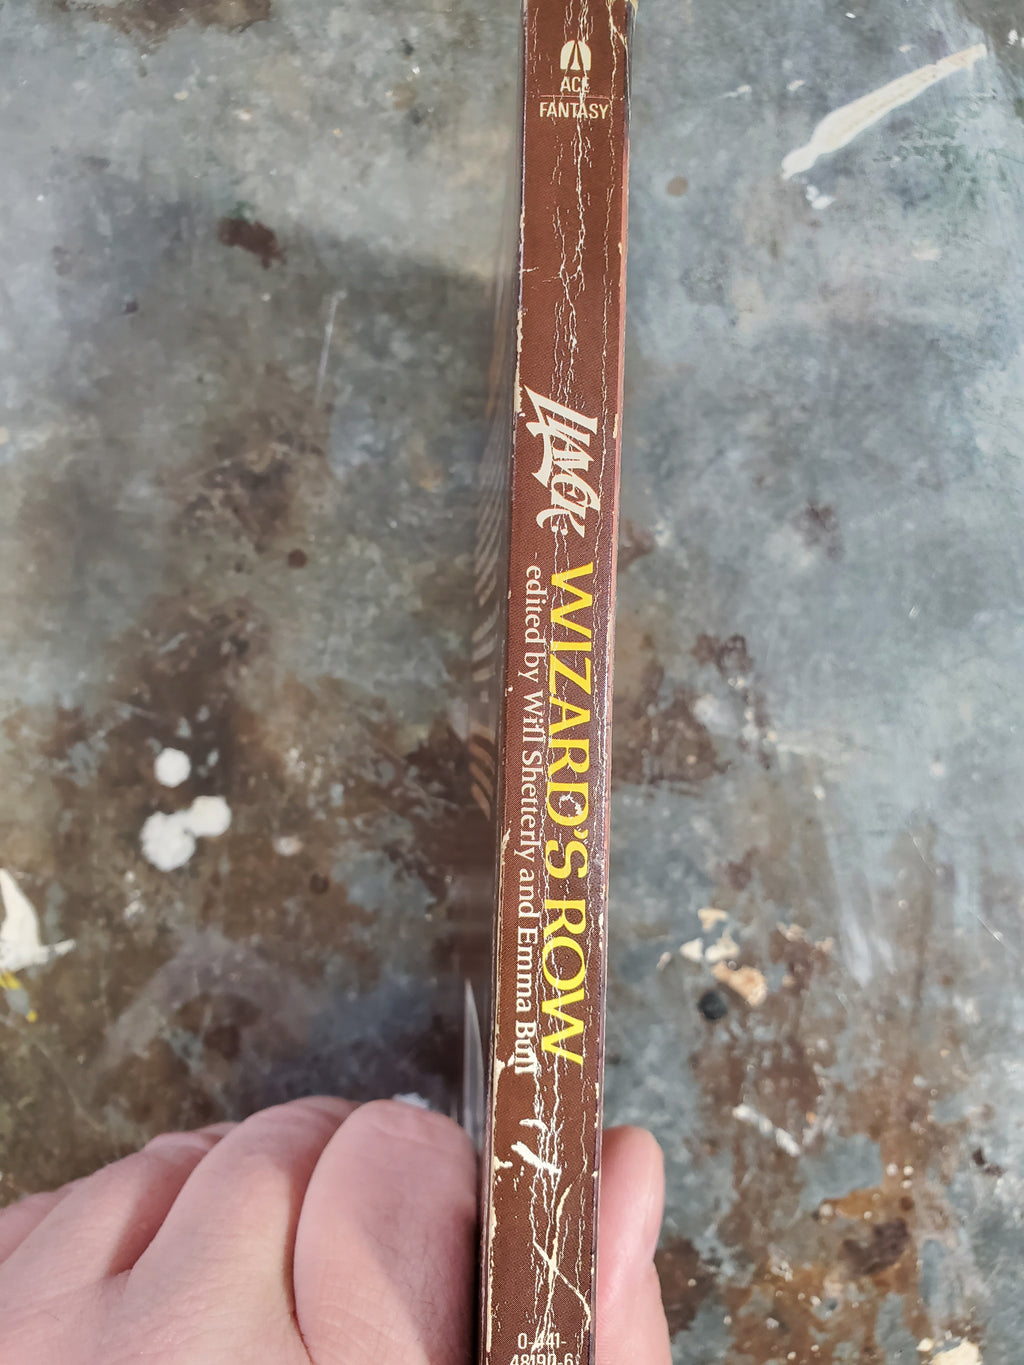 ACE
FANTASY
LIAVEK:
WIZARD'S ROW
edited by Will Shetterly and Emma Bull
0-441-
48190-6